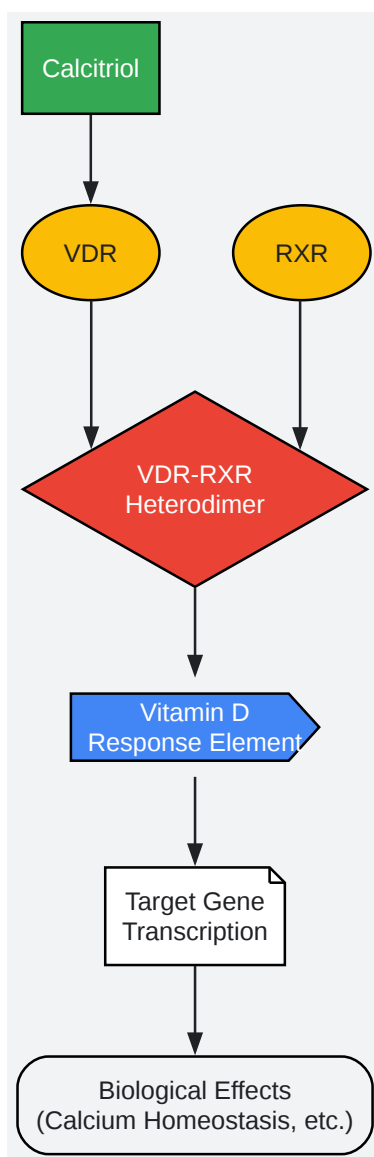 Calcitriol
VDR
RXR
VDR-RXR
Heterodimer
Vitamin D
Response Element
Target Gene
Transcription
Biological Effects
(Calcium Homeostasis, etc.)